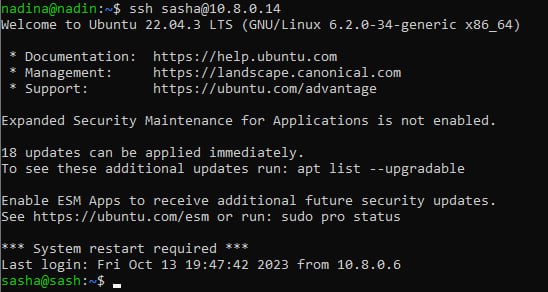 nadina@nadin:~$ ssh sasha@10.8.0.14
Welcome to Ubuntu 22.04.3 LTS (GNU/Linux 6.2.0-34-generic x86_64)
* Documentation:  https://help.ubuntu.com
* Management:     https://landscape.canonical.com
* Support:        https://ubuntu.com/advantage
Expanded Security Maintenance for Applications is not enabled.
18 updates can be applied immediately.
To see these additional updates run: apt list --upgradable
Enable ESM Apps to receive additional future security updates.
See https://ubuntu.com/esm or run: sudo pro status
*** System restart required ***
Last login: Fri Oct 13 19:47:42 2023 from 10.8.0.6
sasha@sash:~$